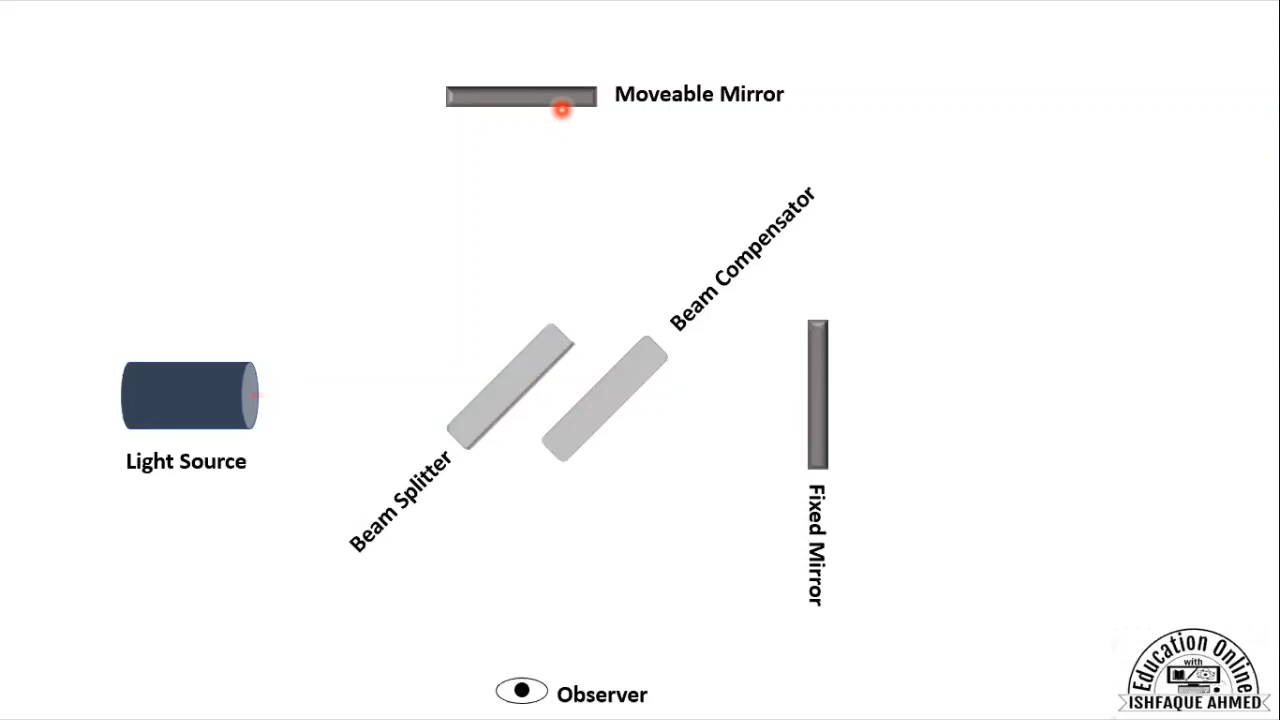 Moveable Mirror
Beam Compensator
Light Source
Beam Splitter
Fixed Mirror
Observer
Education Online
with
ISHFAQUE AHMED